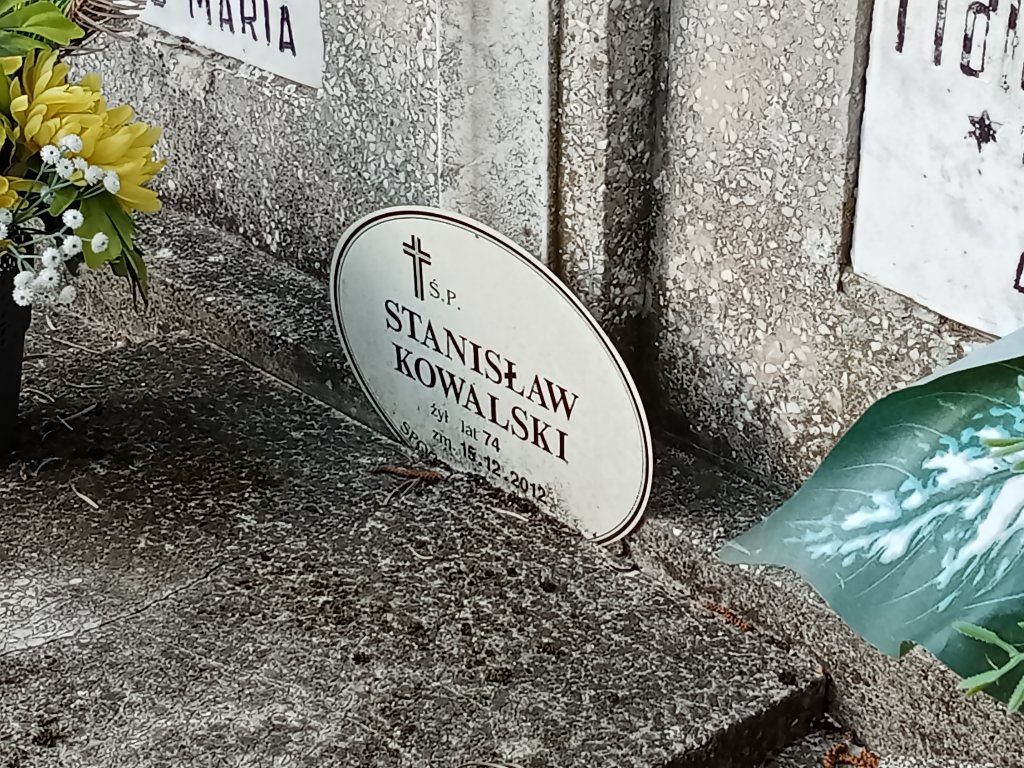 MARIA
Ś.P.
STANISŁAW
KOWALSKI
żył lat 74
zm. 15.12.2012